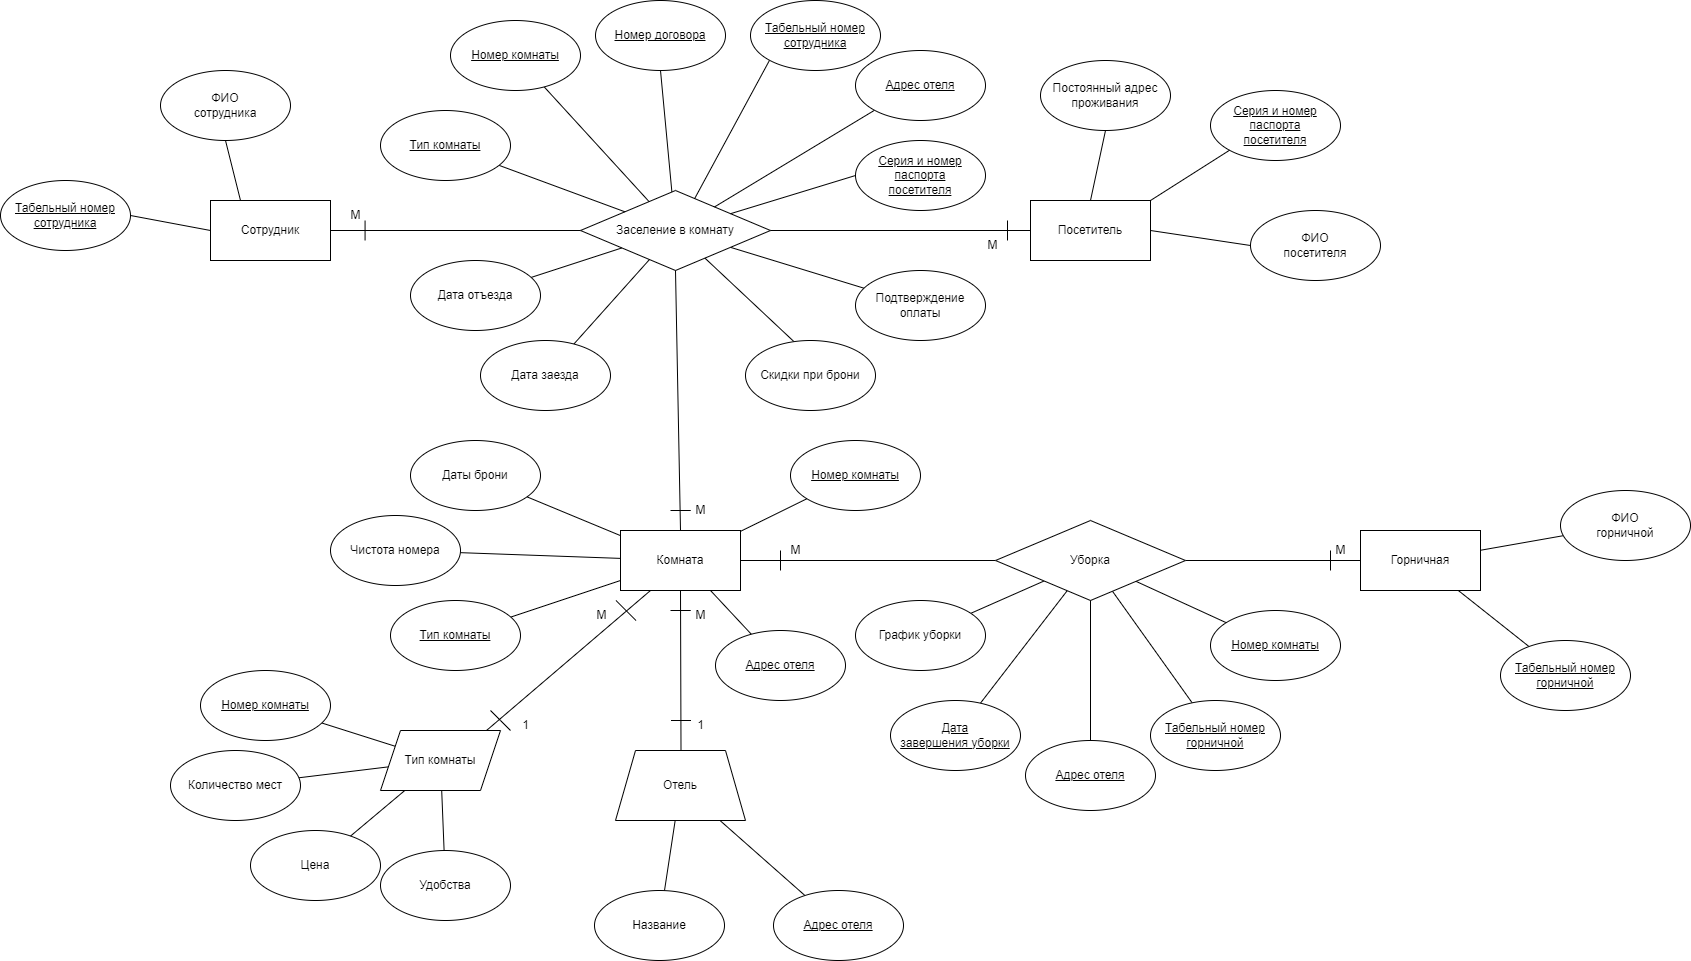 Номер договора
Табельный номер
сотрудника
Номер комнаты
Адрес отеля
ФИО
сотрудника
Постоянный адрес
проживания
Серия и номер
паспорта
посетителя
Тип комнаты
Серия и номер
паспорта
посетителя
Табельный номер
сотрудника
М
Сотрудник
Заселение в комнату
М
Посетитель
ФИО
посетителя
Дата отъезда
Подтверждение
оплаты
Дата заезда
Скидки при брони
Даты брони
Номер комнаты
М
ФИО
горничной
Чистота номера
Комната
М
Уборка
М
Горничная
М
М
Тип комнаты
График уборки
Номер комнаты
Адрес отеля
Табельный номер
горничной
Номер комнаты
1
1
Дата
завершения уборки
Табельный номер
горничной
Тип комнаты
Адрес отеля
Количество мест
Отель
Цена
Удобства
Название
Адрес отеля